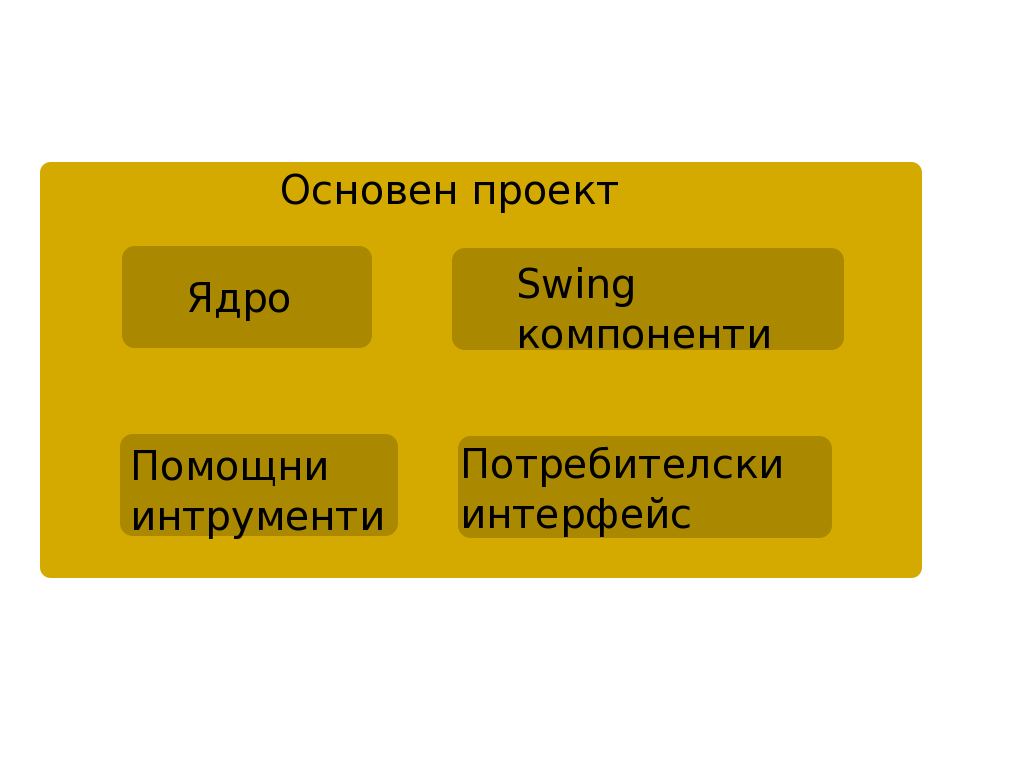 Основен проект
Ядро
Swing
компоненти
Помощни
интрументи
Потребителски
интерфейс